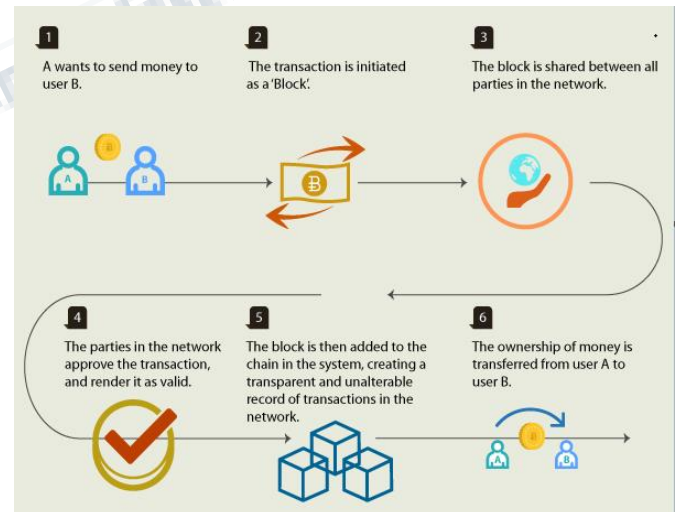 1
A wants to send money to
user B.
2
The transaction is initiated
as a 'Block'.
3
The block is shared between all
parties in the network.
A
B
B
₿
4
The parties in the network
approve the transaction,
and render it as valid.
5
The block is then added to the
chain in the system, creating a
transparent and unalterable
record of transactions in the
network.
6
The ownership of money is
transferred from user A to
user B.
A
B
B